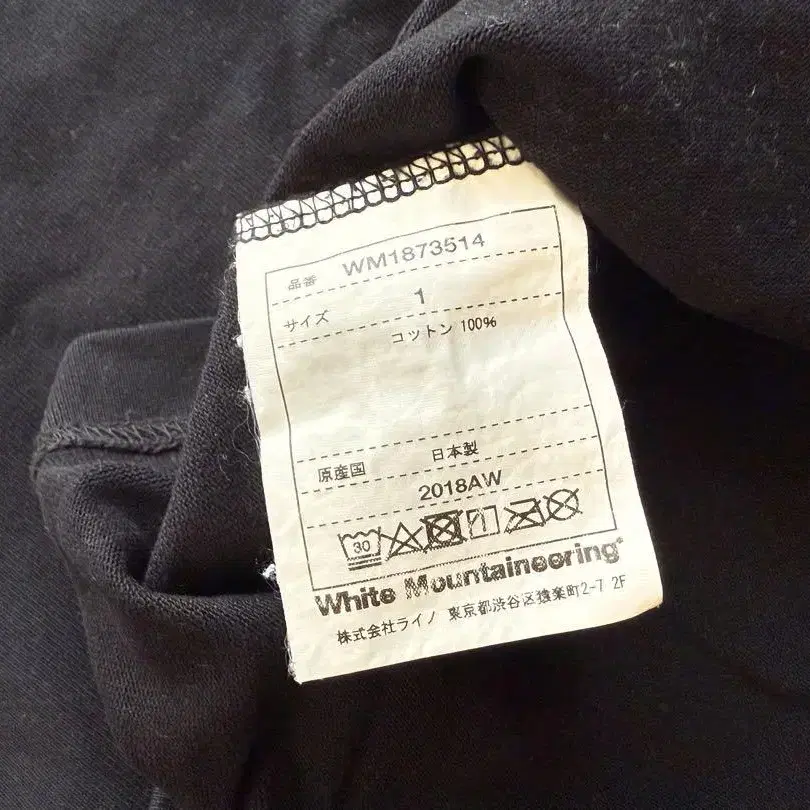 品番 WM1873514
サイズ 1
コットン 100%
原産国 日本製
2018AW
30
White Mountaineering
株式会社ライノ 東京都渋谷区猿楽町2-7 2F